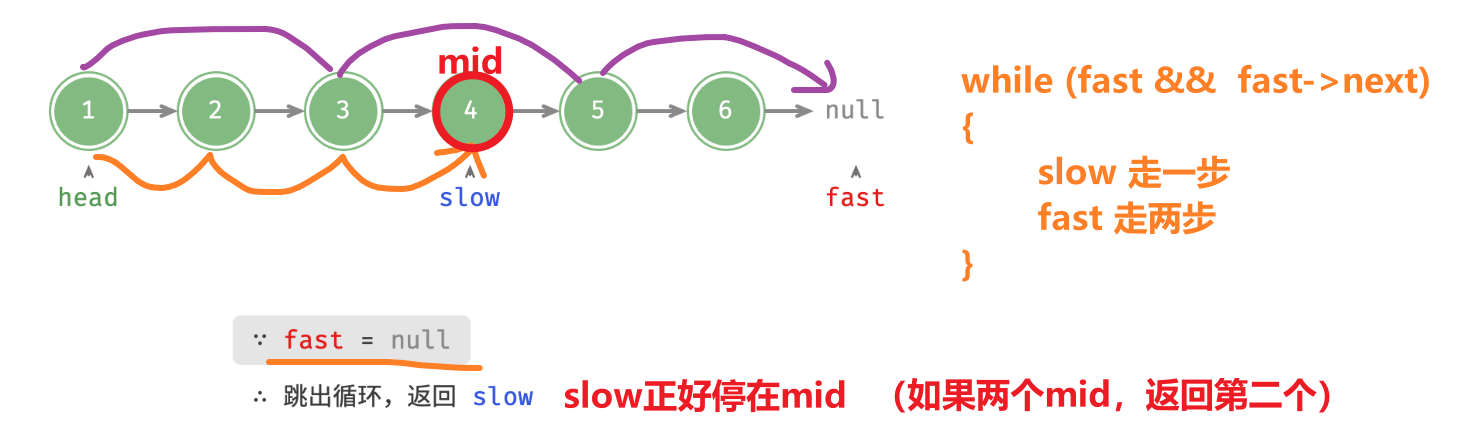 mid
1 2 3 4 5 6 null
head slow fast
while (fast && fast->next)
{
slow 走一步
fast 走两步
}
∵ fast = null
∴ 跳出循环，返回 slow slow正好停在mid （如果两个mid，返回第二个）